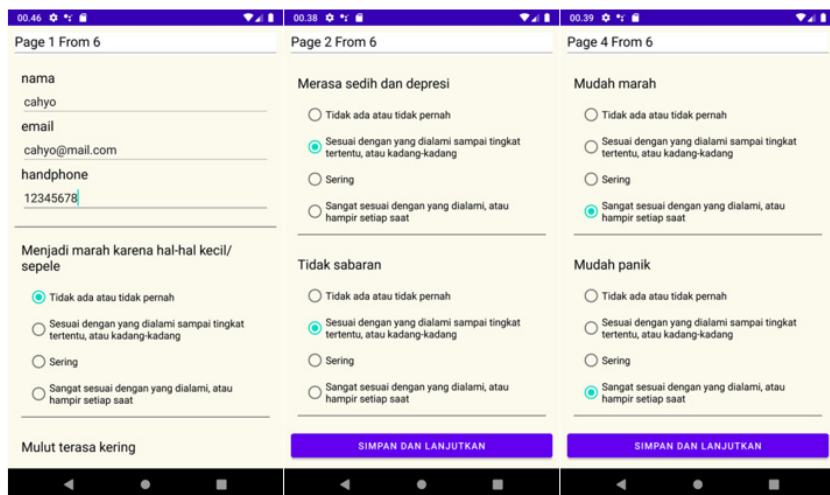 00.46
Page 1 From 6
nama
cahyo
email
cahyo@mail.com
handphone
12345678
Menjadi marah karena hal-hal kecil/
sepele
Tidak ada atau tidak pernah
Sesuai dengan yang dialami sampai tingkat
tertentu, atau kadang-kadang
Sering
Sangat sesuai dengan yang dialami, atau
hampir setiap saat
Mulut terasa kering
00.38
Page 2 From 6
Merasa sedih dan depresi
Tidak ada atau tidak pernah
Sesuai dengan yang dialami sampai tingkat
tertentu, atau kadang-kadang
Sering
Sangat sesuai dengan yang dialami, atau
hampir setiap saat
Tidak sabaran
Tidak ada atau tidak pernah
Sesuai dengan yang dialami sampai tingkat
tertentu, atau kadang-kadang
Sering
Sangat sesuai dengan yang dialami, atau
hampir setiap saat
SIMPAN DAN LANJUTKAN
00.39
Page 4 From 6
Mudah marah
Tidak ada atau tidak pernah
Sesuai dengan yang dialami sampai tingkat
tertentu, atau kadang-kadang
Sering
Sangat sesuai dengan yang dialami, atau
hampir setiap saat
Mudah panik
Tidak ada atau tidak pernah
Sesuai dengan yang dialami sampai tingkat
tertentu, atau kadang-kadang
Sering
Sangat sesuai dengan yang dialami, atau
hampir setiap saat
SIMPAN DAN LANJUTKAN